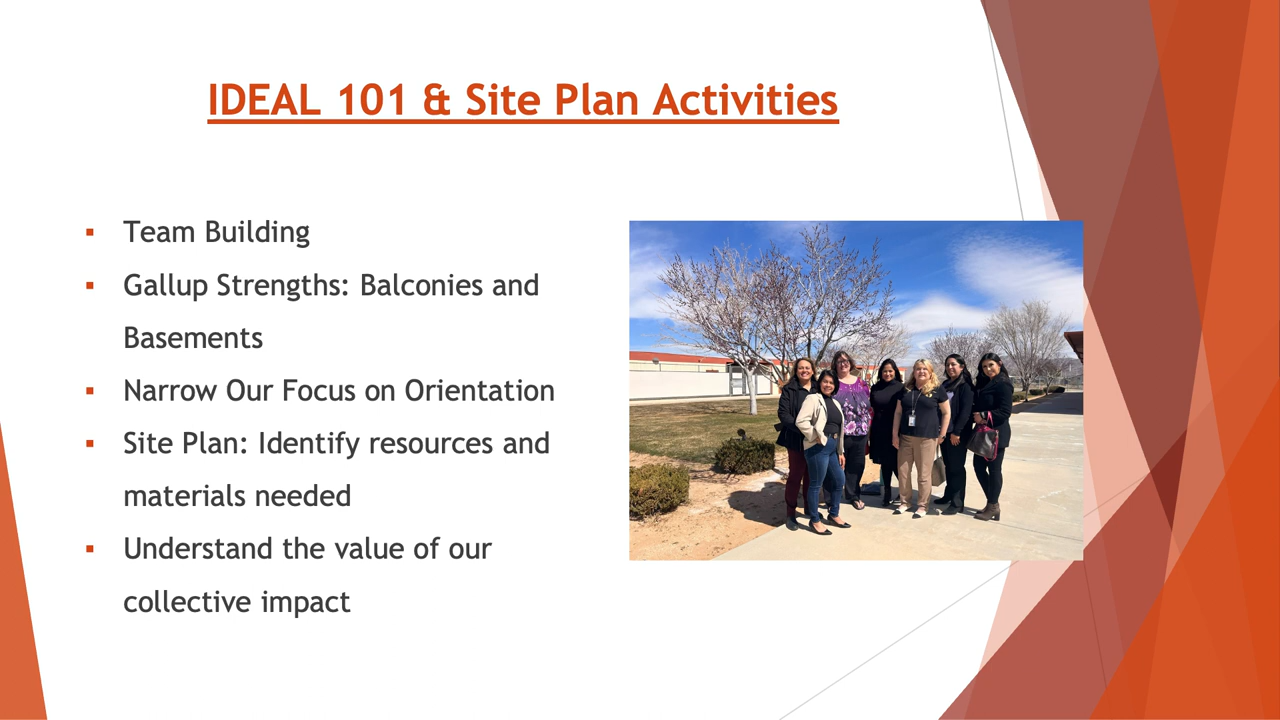 IDEAL 101 & Site Plan Activities
Team Building
Gallup Strengths: Balconies and
Basements
Narrow Our Focus on Orientation
Site Plan: Identify resources and
materials needed
Understand the value of our
collective impact